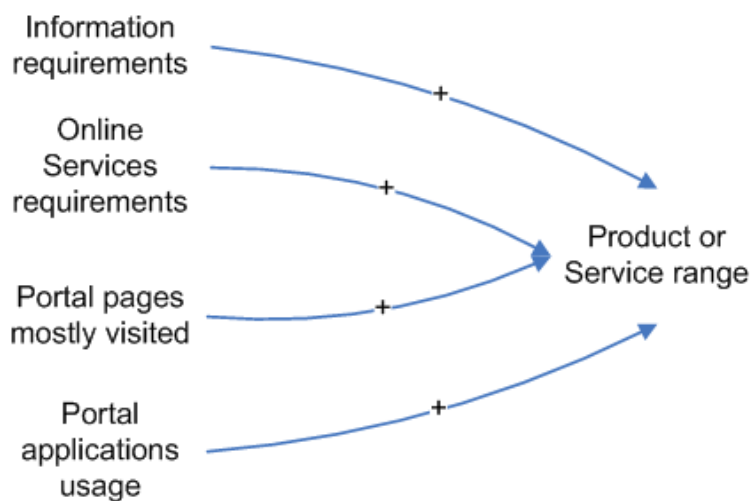 Information
requirements
+
Online
Services
requirements
+
Product or
Service range
Portal pages
mostly visited
+
Portal
applications
usage
+